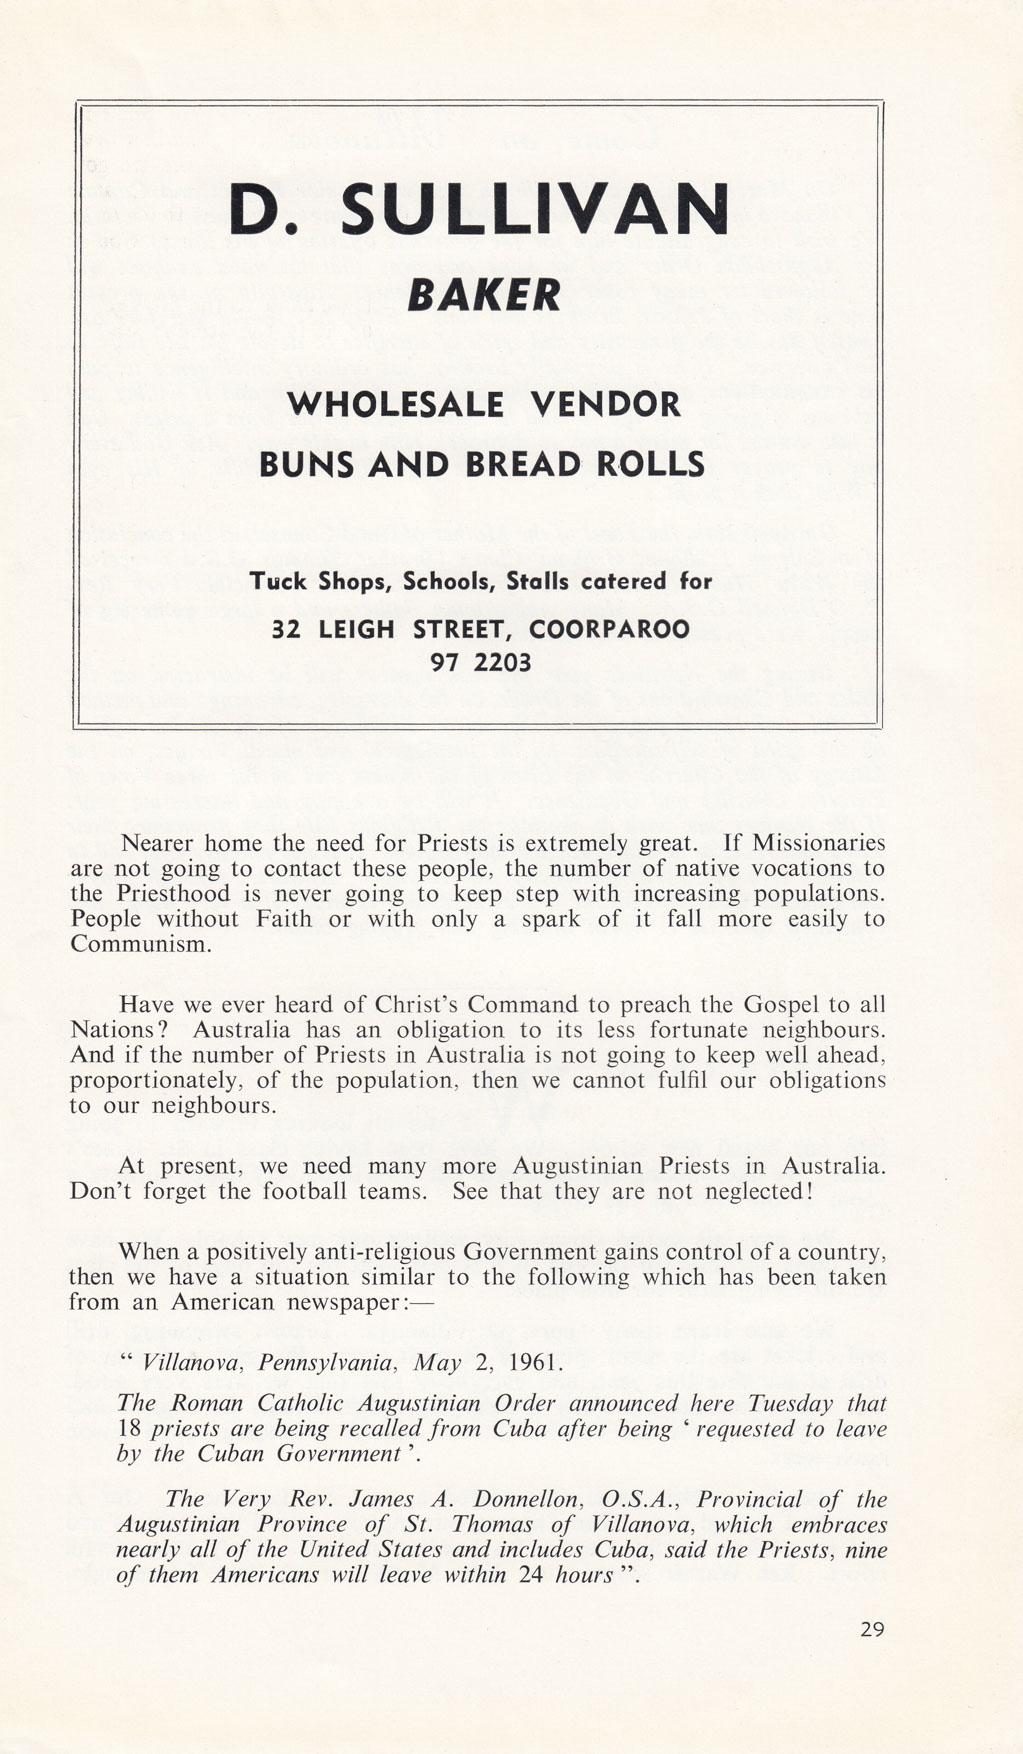 D. SULLIVAN
BAKER
WHOLESALE VENDOR
BUNS AND BREAD ROLLS
Tuck Shops, Schools, Stalls catered for
32 LEIGH STREET, COORPAROO
97 2203
Nearer home the need for Priests is extremely great. If Missionaries
are not going to contact these people, the number of native vocations to
the Priesthood is never going to keep step with increasing populations.
People without Faith or with only a spark of it fall more easily to
Communism.
Have we ever heard of Christ's Command to preach the Gospel to all
Nations? Australia has an obligation to its less fortunate neighbours.
And if the number of Priests in Australia is not going to keep well ahead,
proportionately, of the population, then we cannot fulfil our obligations
to our neighbours.
At present, we need many more Augustinian Priests in Australia.
Don't forget the football teams. See that they are not neglected!
When a positively anti-religious Government gains control of a country,
then we have a situation similar to the following which has been taken
from an American newspaper:—
“ Villanova, Pennsylvania, May 2, 1961.
The Roman Catholic Augustinian Order announced here Tuesday that
18 priests are being recalled from Cuba after being ‘ requested to leave
by the Cuban Government ’.
The Very Rev. James A. Donnellon, O.S.A., Provincial of the
Augustinian Province of St. Thomas of Villanova, which embraces
nearly all of the United States and includes Cuba, said the Priests, nine
of them Americans will leave within 24 hours ”.
29